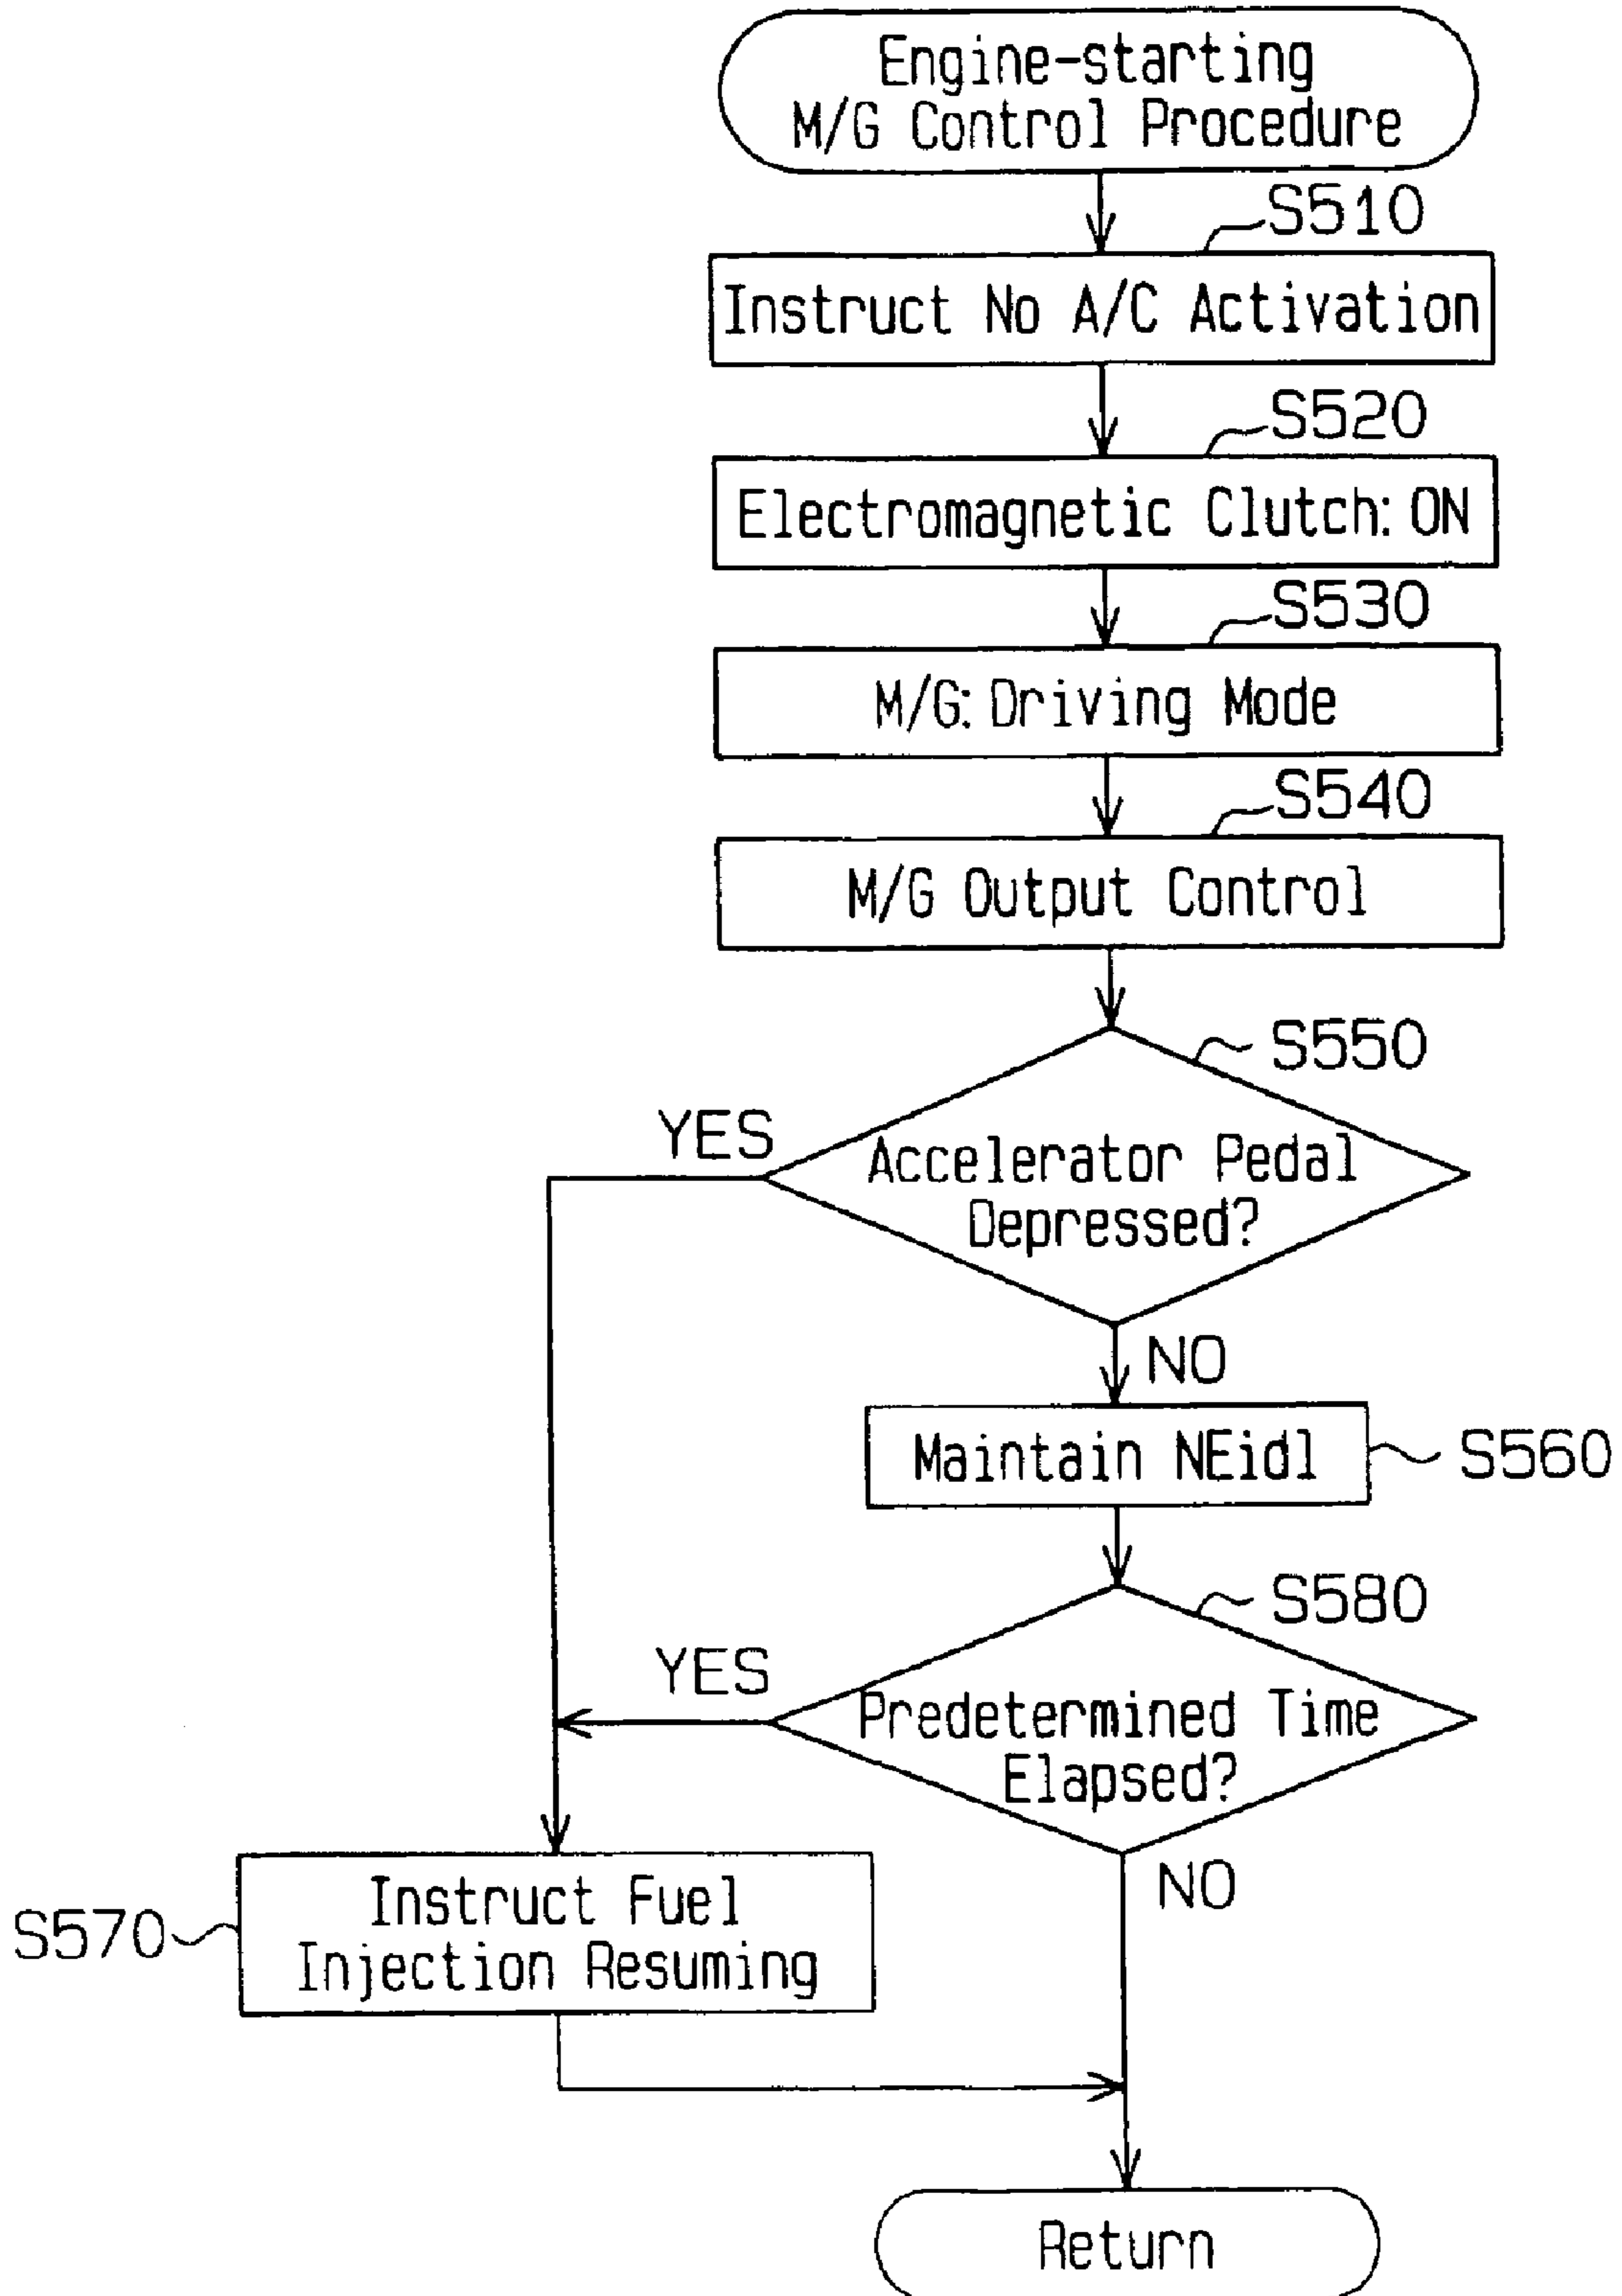 Engine-starting
M/G Control Procedure
S510
Instruct No A/C Activation
S520
Electromagnetic Clutch: ON
S530
M/G: Driving Mode
S540
M/G Output Control
S550
YES
Accelerator Pedal
Depressed?
NO
Maintain NEidl
S560
S580
YES
Predetermined Time
Elapsed?
NO
S570
Instruct Fuel
Injection Resuming
Return